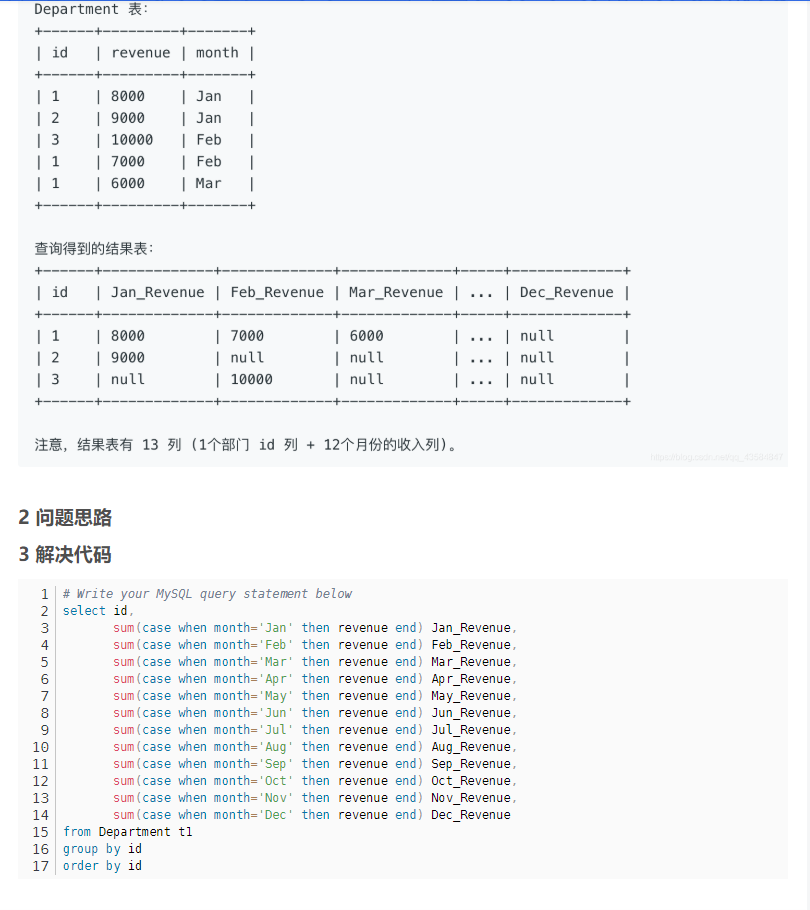 Department 表：
+------+---------+-------+
| id   | revenue | month |
+------+---------+-------+
| 1    | 8000    | Jan   |
| 2    | 9000    | Jan   |
| 3    | 10000   | Feb   |
| 1    | 7000    | Feb   |
| 1    | 6000    | Mar   |
+------+---------+-------+
查询得到的结果表：
+------+-------------+-------------+-------------+-----+-------------+
| id   | Jan_Revenue | Feb_Revenue | Mar_Revenue | ... | Dec_Revenue |
+------+-------------+-------------+-------------+-----+-------------+
| 1    | 8000        | 7000        | 6000        | ... | null        |
| 2    | 9000        | null        | null        | ... | null        |
| 3    | null        | 10000       | null        | ... | null        |
+------+-------------+-------------+-------------+-----+-------------+
注意，结果表有 13 列 (1个部门 id 列 + 12个月份的收入列)。
2 问题思路
3 解决代码
1 # Write your MySQL query statement below
2 select id,
3 sum(case when month='Jan' then revenue end) Jan_Revenue,
4 sum(case when month='Feb' then revenue end) Feb_Revenue,
5 sum(case when month='Mar' then revenue end) Mar_Revenue,
6 sum(case when month='Apr' then revenue end) Apr_Revenue,
7 sum(case when month='May' then revenue end) May_Revenue,
8 sum(case when month='Jun' then revenue end) Jun_Revenue,
9 sum(case when month='Jul' then revenue end) Jul_Revenue,
10 sum(case when month='Aug' then revenue end) Aug_Revenue,
11 sum(case when month='Sep' then revenue end) Sep_Revenue,
12 sum(case when month='Oct' then revenue end) Oct_Revenue,
13 sum(case when month='Nov' then revenue end) Nov_Revenue,
14 sum(case when month='Dec' then revenue end) Dec_Revenue
15 from Department t1
16 group by id
17 order by id